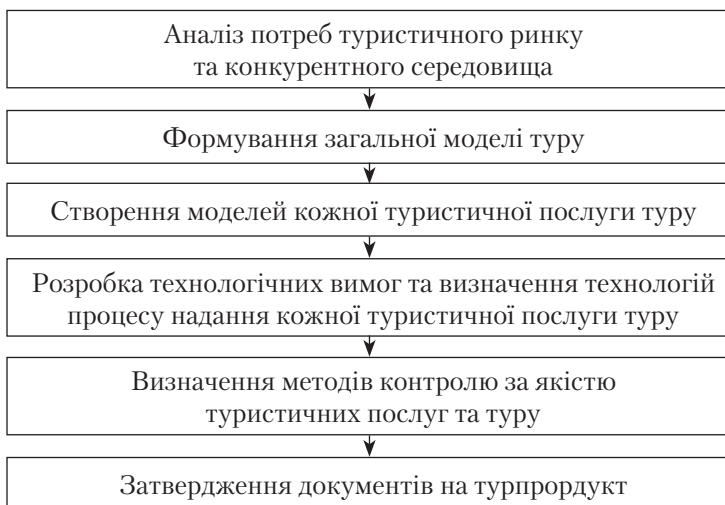 Аналіз потреб туристичного ринку
та конкурентного середовища
Формування загальної моделі туру
Створення моделей кожної туристичної послуги туру
Розробка технологічних вимог та визначення технологій
процесу надання кожної туристичної послуги туру
Визначення методів контролю за якістю
туристичних послуг та туру
Затвердження документів на турпрордукт